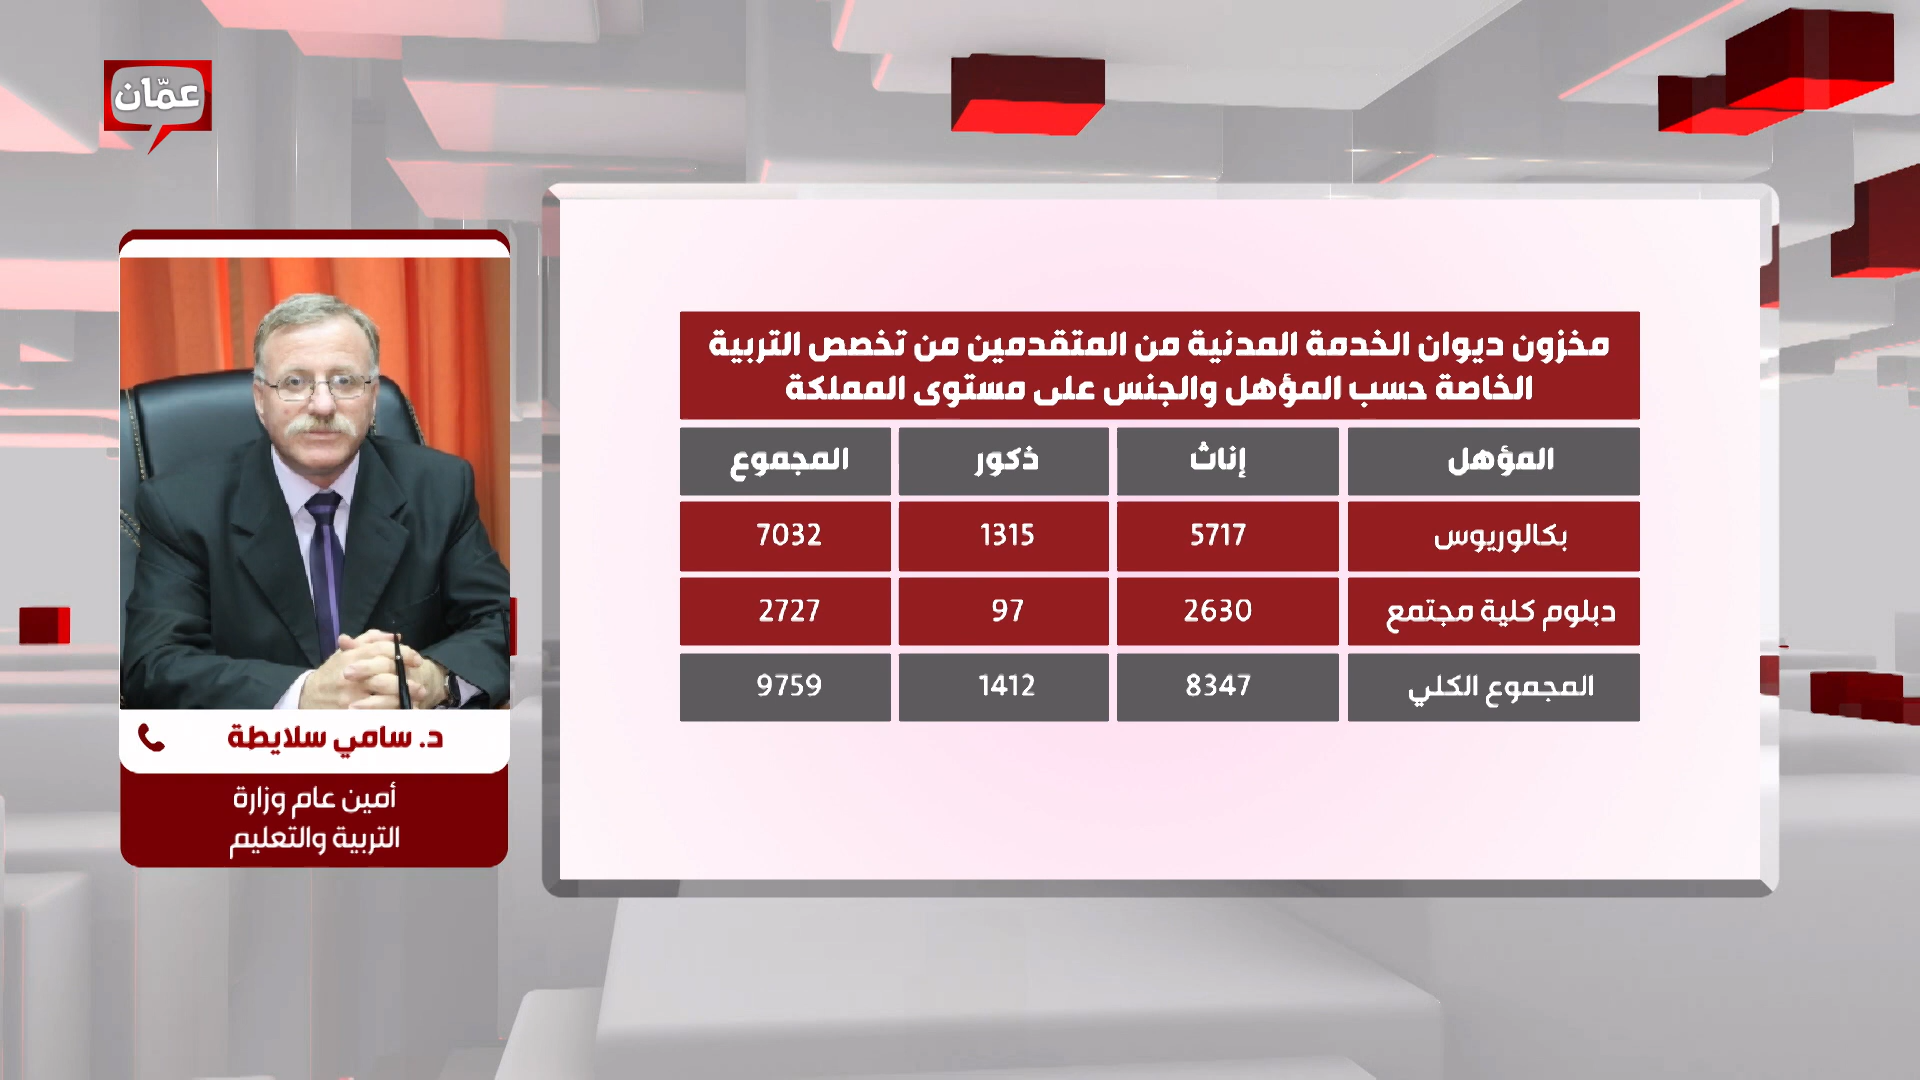 عمّان
مخزون ديوان الخدمة المدنية من المتقدمين من تخصص التربية
الخاصة حسب المؤهل والجنس على مستوى المملكة
المؤهل إناث ذكور المجموع
بكالوريوس 5717 1315 7032
دبلوم كلية مجتمع 2630 97 2727
المجموع الكلي 8347 1412 9759
د. سامي سلايطة
أمين عام وزارة
التربية والتعليم